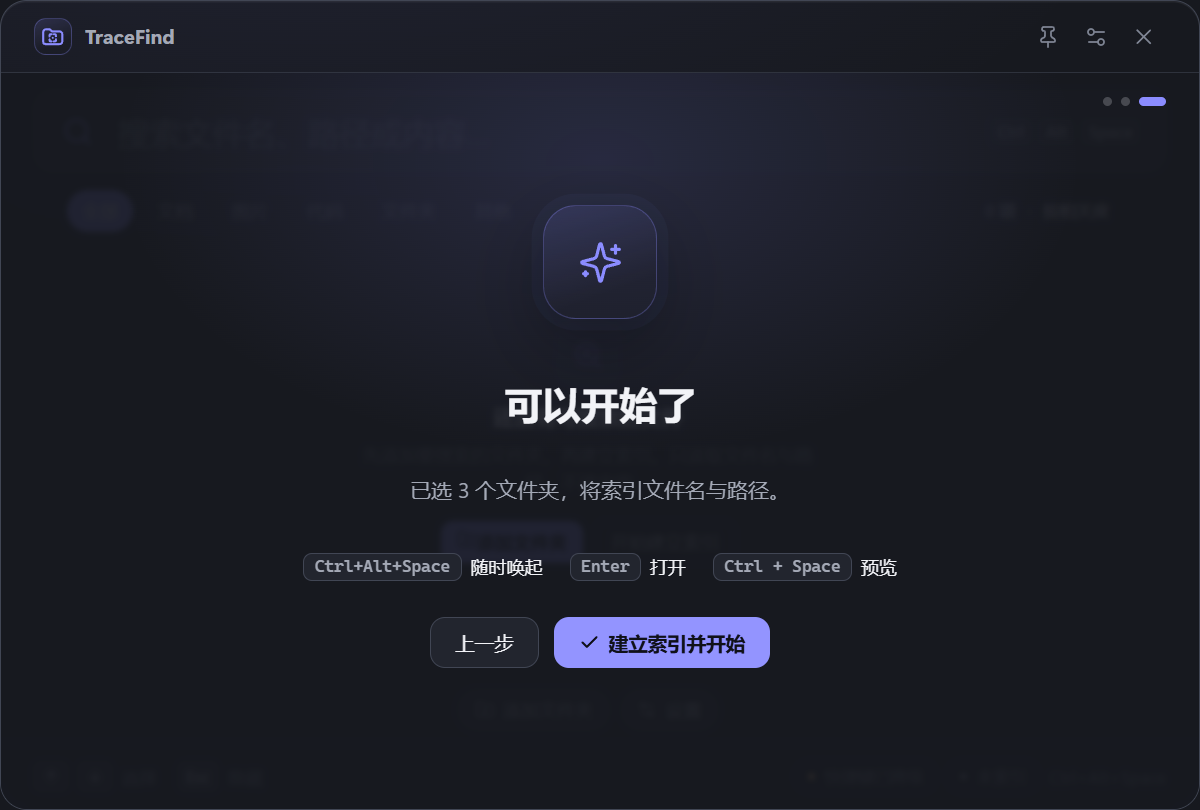 TraceFind
可以开始了
已选 3 个文件夹，将索引文件名与路径。
Ctrl+Alt+Space 随时唤起 Enter 打开 Ctrl + Space 预览
上一步 建立索引并开始